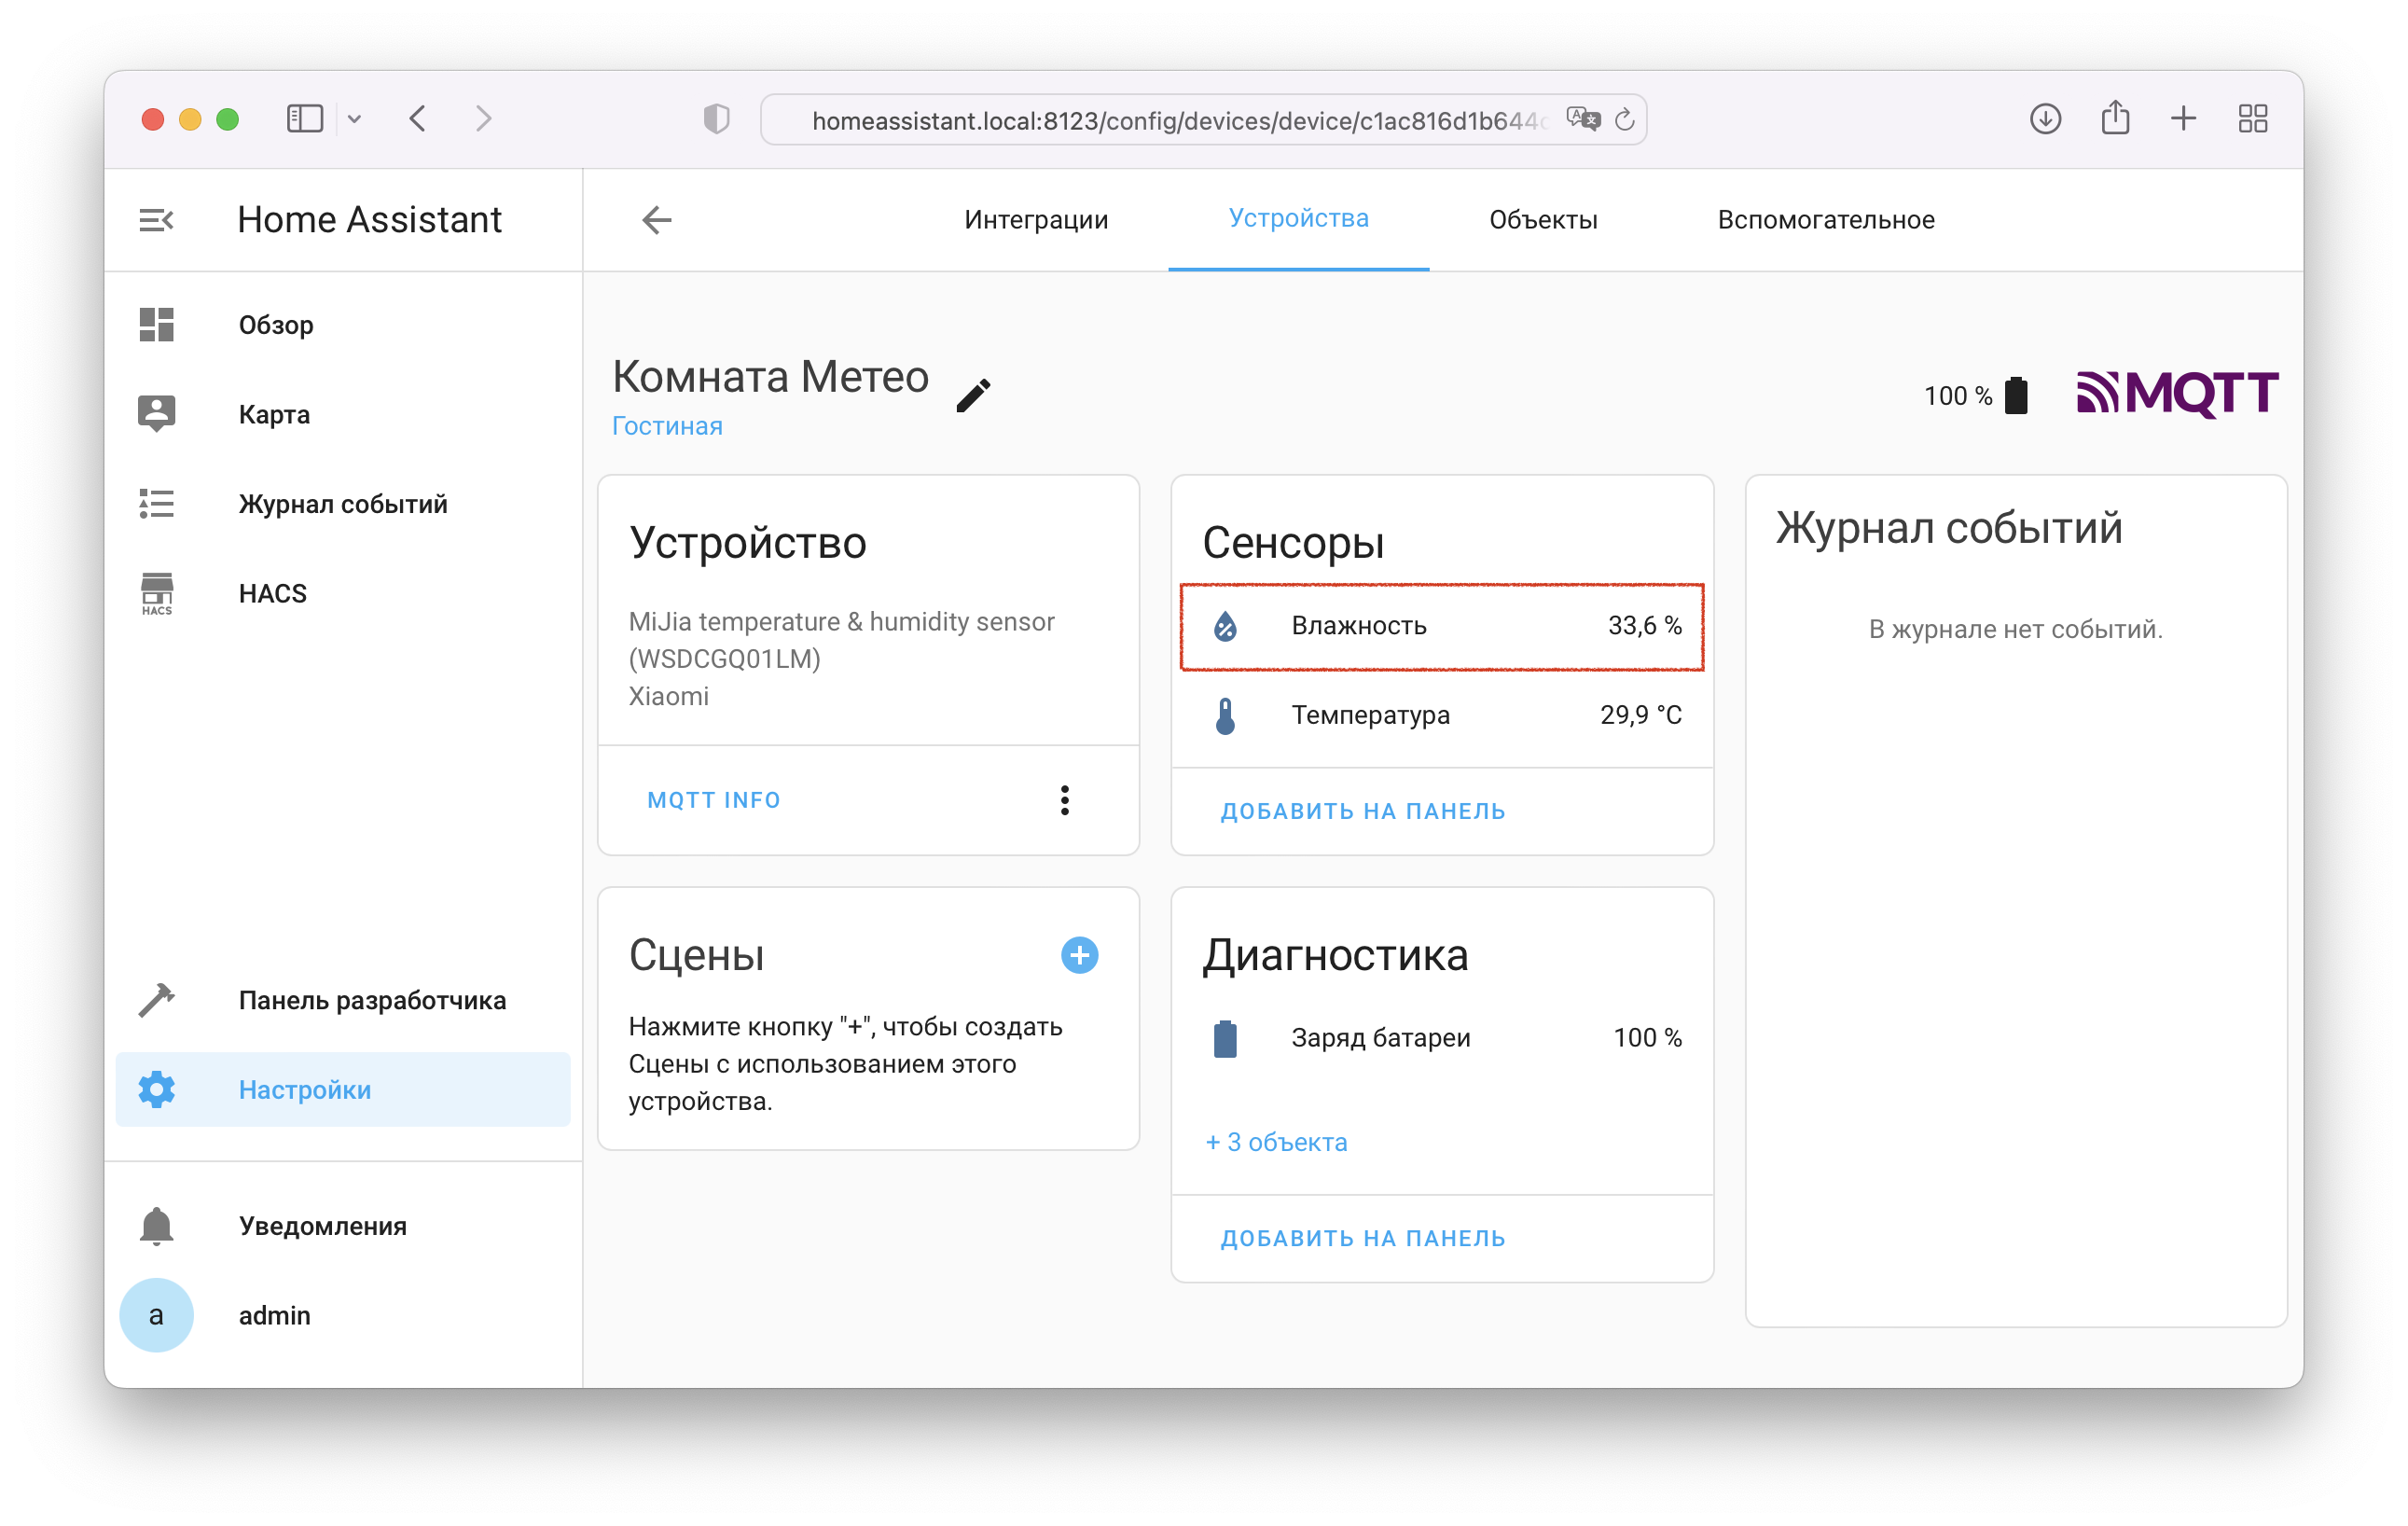 homeassistant.local:8123/config/devices/device/c1ac816d1b644
Home Assistant
Интеграции
Устройства
Объекты
Вспомогательное
Обзор
Карта
Журнал событий
HACS
HACS
Панель разработчика
Настройки
Уведомления
a
admin
Комната Метео
Гостиная
100 %
MQTT
Устройство
MiJia temperature & humidity sensor
(WSDCGQ01LM)
Xiaomi
MQTT INFO
Сцены
Нажмите кнопку "+", чтобы создать
Сцены с использованием этого
устройства.
Сенсоры
Влажность 33,6 %
Температура 29,9 °C
ДОБАВИТЬ НА ПАНЕЛЬ
Диагностика
Заряд батареи 100 %
+ 3 объекта
ДОБАВИТЬ НА ПАНЕЛЬ
Журнал событий
В журнале нет событий.